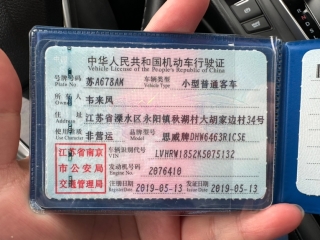 中华人民共和国机动车行驶证
Vehicle License of the People's Republic of China
号牌号码 苏A678AM 车辆类型 小型普通客车
Plate No. Vehicle Type
所有人 韦来凤
Owner
住址 江苏省溧水区永阳镇秋湖村大胡家边村34号
Address
使用性质 非营运 品牌型号 思威牌DHW6463R1CSE
Use Character Model
江苏省南京 车辆识别代号 LVHRW1852K5075132
VIN
市公安局 发动机号码 2076410
Engine No.
交通管理局 注册日期 2019-05-13 发证日期 2019-05-13
Register Date Issue Date